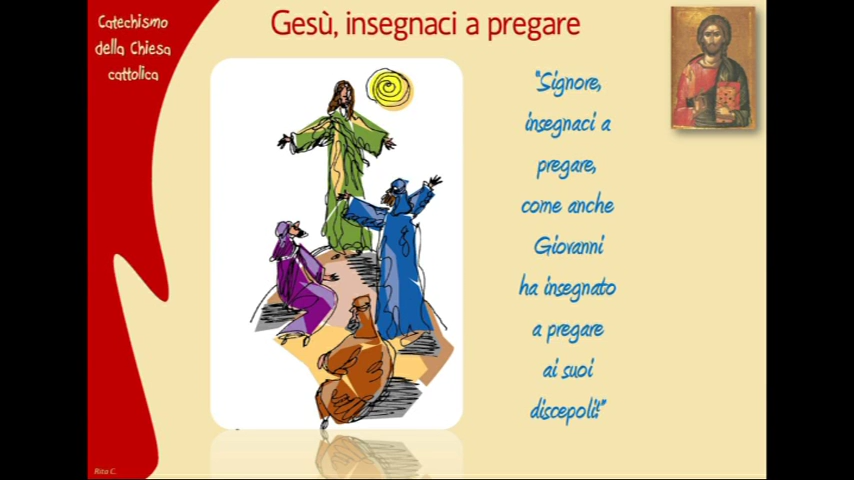 Catechismo
della Chiesa
cattolica
Gesù, insegnaci a pregare
"Signore,
insegnaci a
pregare,
come anche
Giovanni
ha insegnato
a pregare
ai suoi
discepoli!"
Rita C.